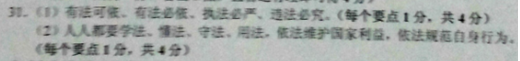 31.（1）有法可依、有法必依、执法必严、违法必究。（每个要点1分，共4分）
（2）人人都要学法、懂法、守法、用法，依法维护国家利益，依法规范自身行为。
（每个要点1分，共4分）